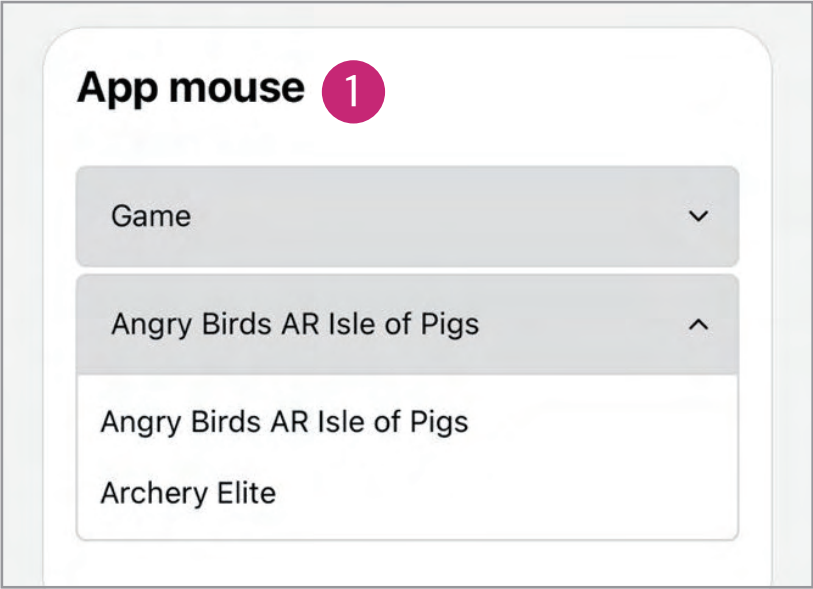 App mouse 1
Game
Angry Birds AR Isle of Pigs
Angry Birds AR Isle of Pigs
Archery Elite